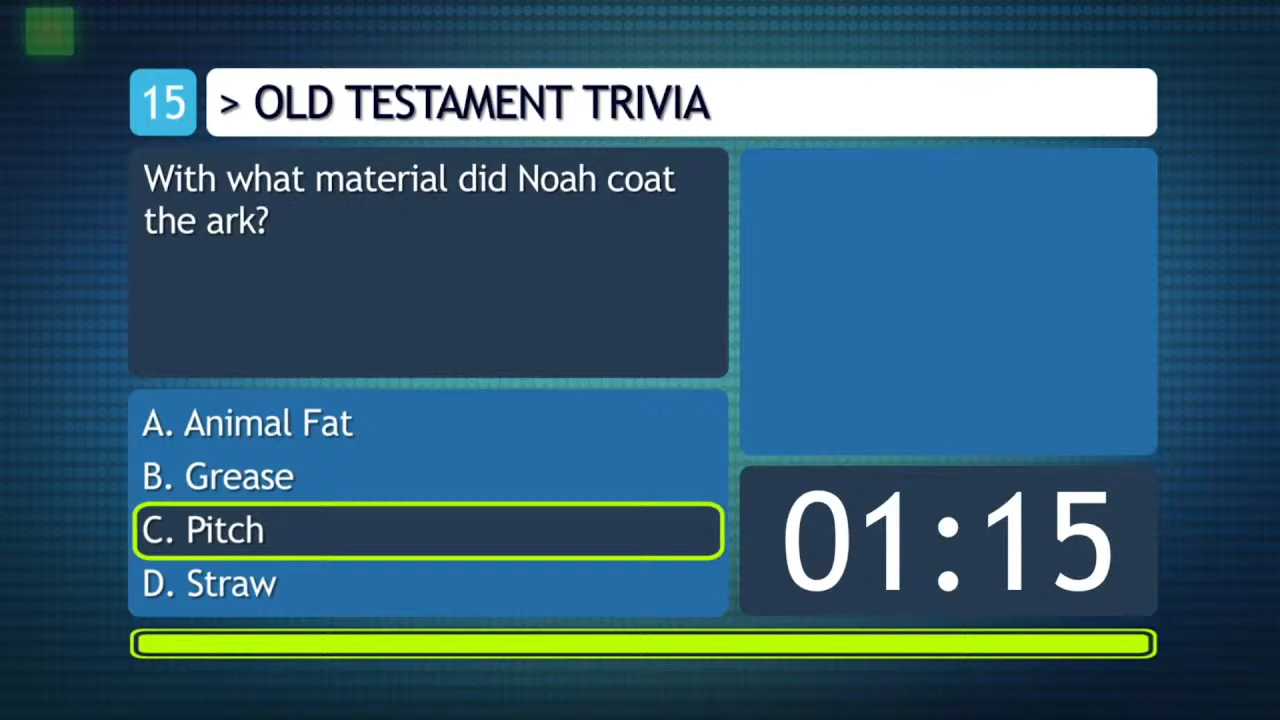 15
> OLD TESTAMENT TRIVIA
With what material did Noah coat
the ark?
A. Animal Fat
B. Grease
C. Pitch
D. Straw
01:15